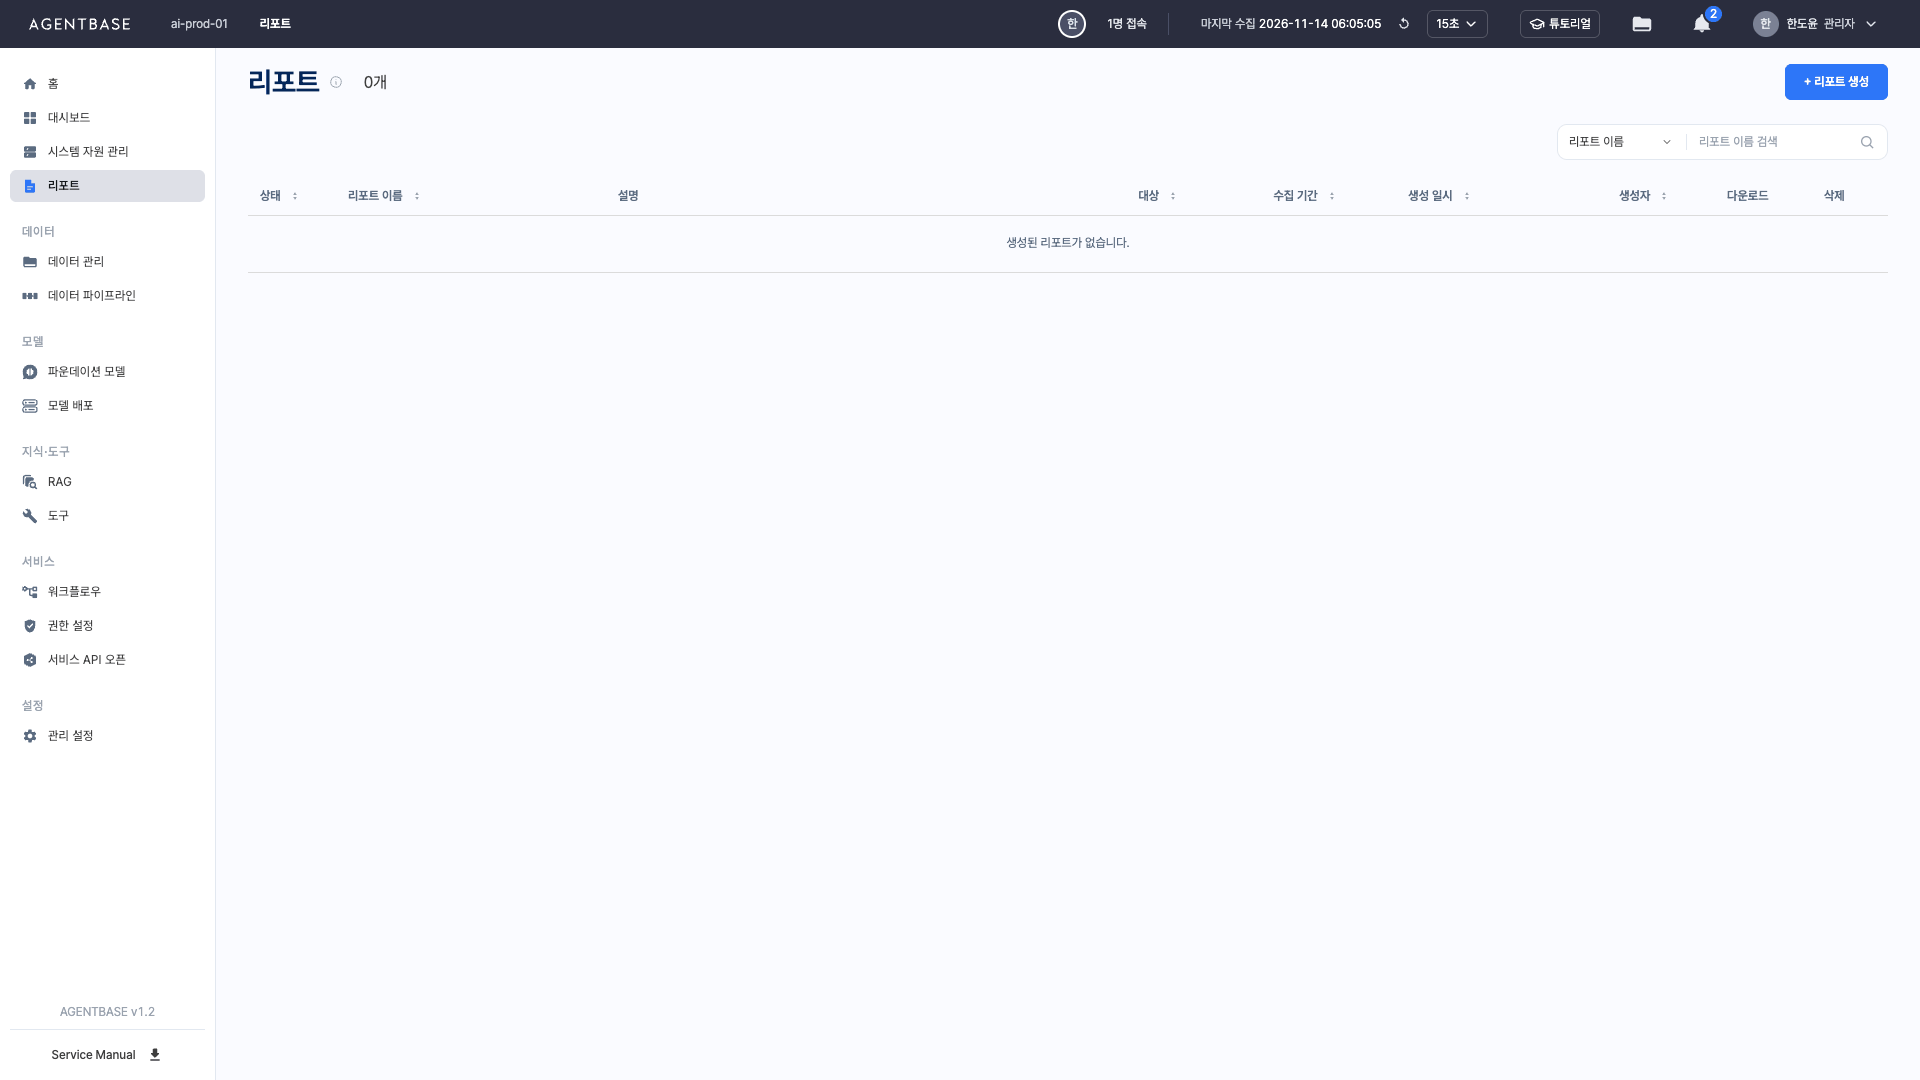 AGENTBASE
ai-prod-01
리포트
한
1명 접속
마지막 수집 2026-11-14 06:05:05
15초
튜토리얼
2
한
한도윤 관리자
홈
대시보드
시스템 자원 관리
리포트
데이터
데이터 관리
데이터 파이프라인
모델
파운데이션 모델
모델 배포
지식·도구
RAG
도구
서비스
워크플로우
권한 설정
서비스 API 오픈
설정
관리 설정
AGENTBASE v1.2
Service Manual
리포트
0개
+ 리포트 생성
리포트 이름
리포트 이름 검색
상태
리포트 이름
설명
대상
수집 기간
생성 일시
생성자
다운로드
삭제
생성된 리포트가 없습니다.